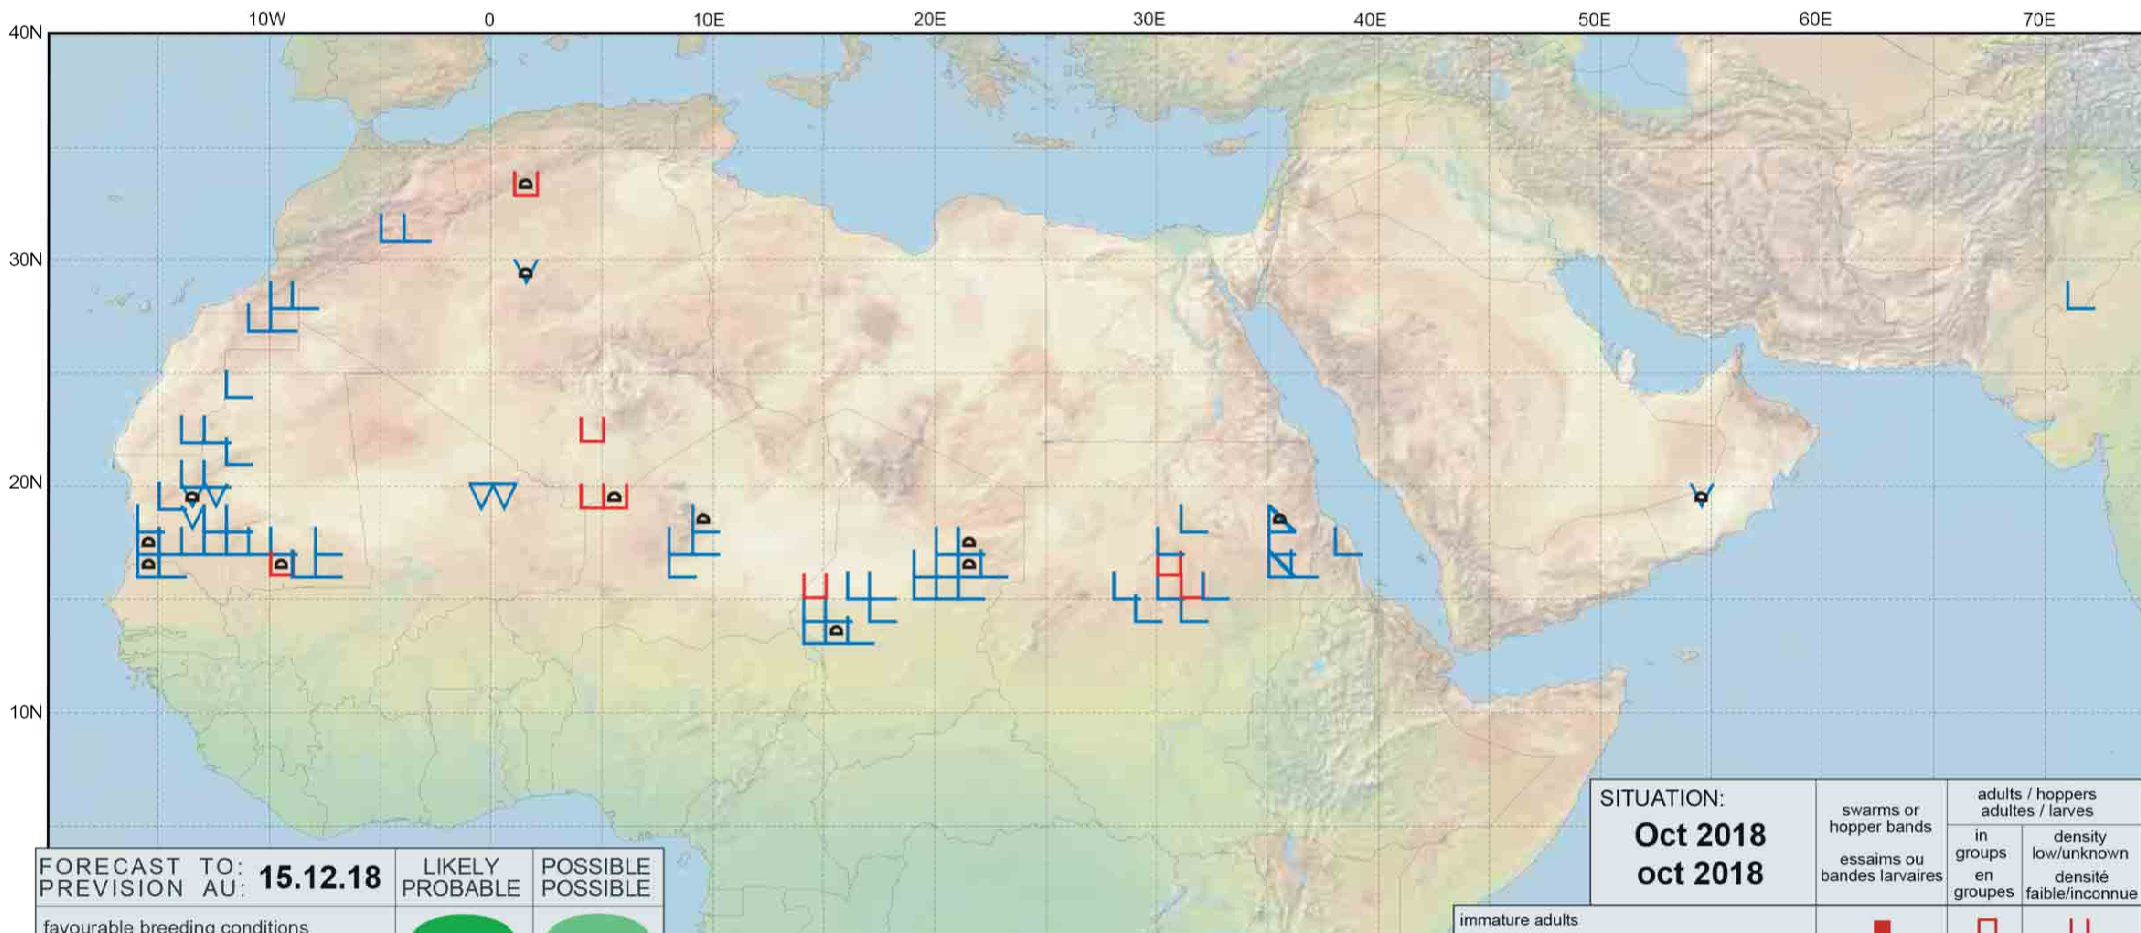 10W 0 10E 20E 30E 40E 50E 60E 70E
40N
30N
20N
10N
D
D
D
D
D
D
D
D
D
D
D
D
D
D
SITUATION:
Oct 2018
oct 2018
swarms or
hopper bands
essaims ou
bandes larvaires
adults / hoppers
adultes / larves
in
groups
en
groupes
density
low/unknown
densité
faible/inconnue
immature adults
FORECAST TO:
PREVISION AU:
15.12.18
LIKELY
PROBABLE
POSSIBLE
POSSIBLE
favourable breeding conditions